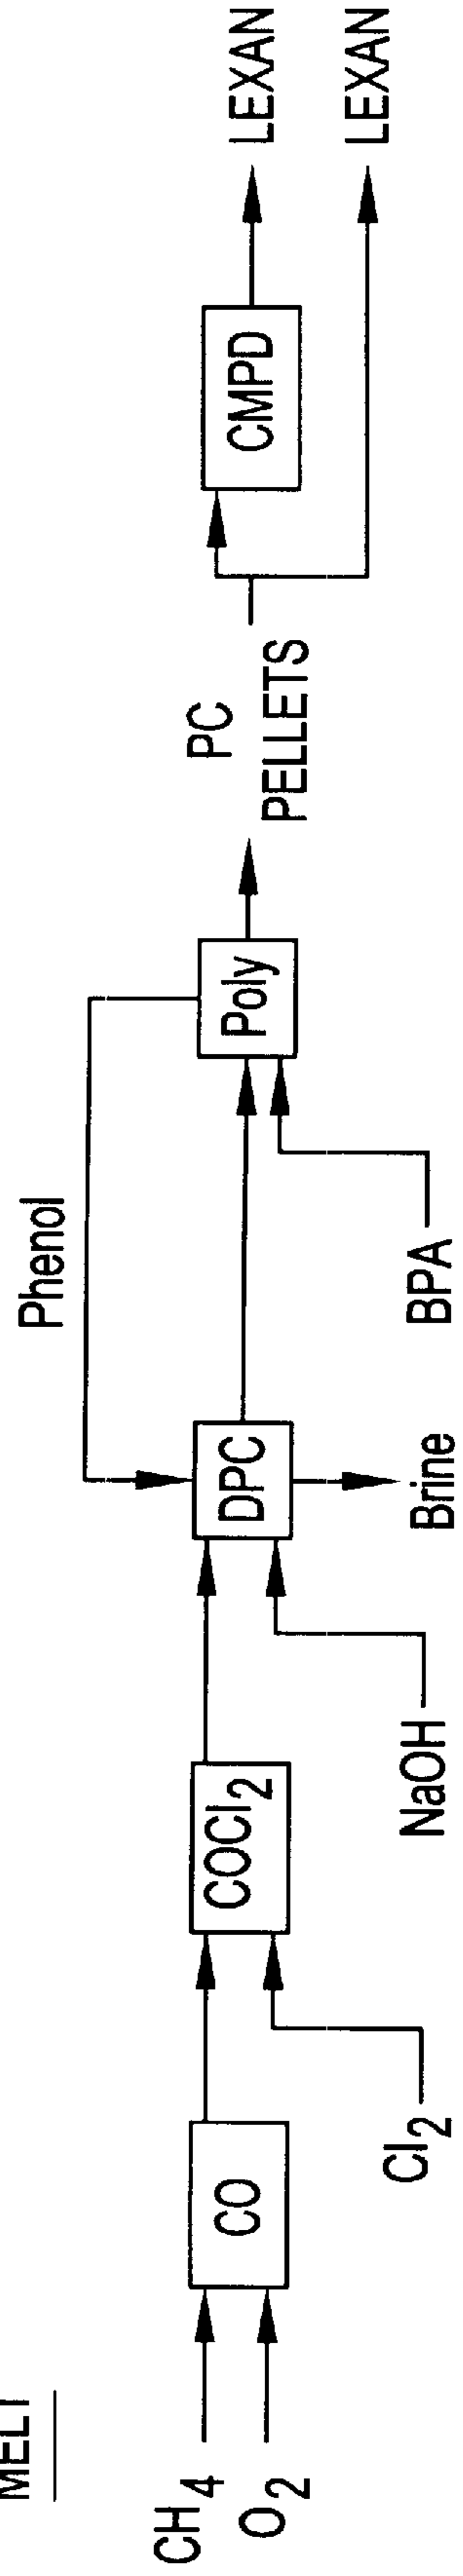 MELT
CH4
O2
CO
Cl2
COCl2
NaOH
DPC
Brine
Phenol
BPA
Poly
PC
PELLETS
CMPD
LEXAN
LEXAN